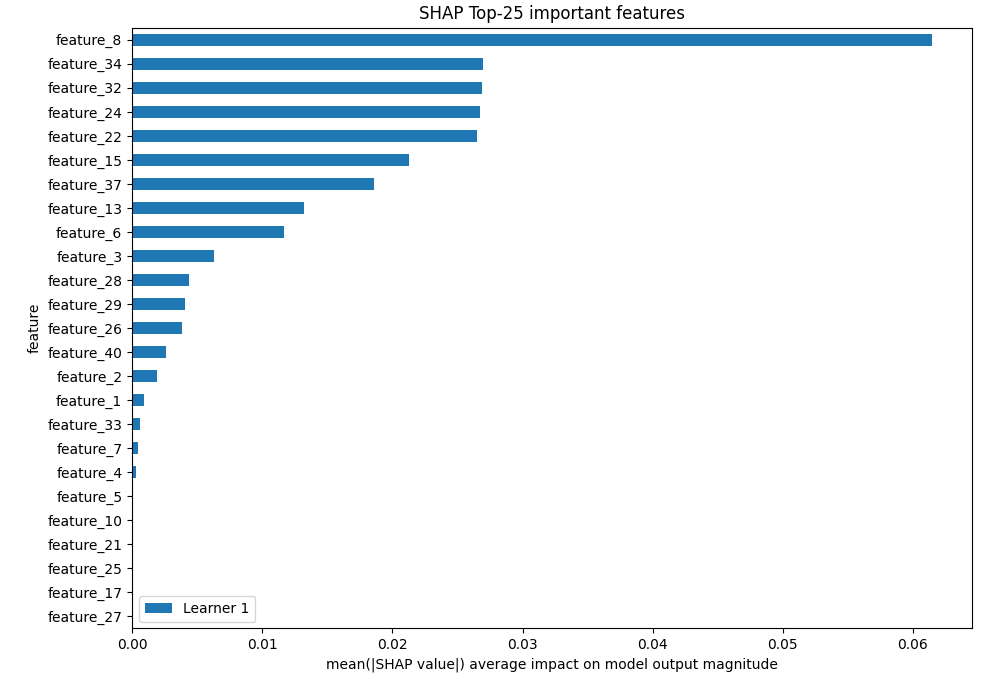 SHAP Top-25 important features
feature_8
feature_34
feature_32
feature_24
feature_22
feature_15
feature_37
feature_13
feature_6
feature_3
feature_28
feature_29
feature_26
feature_40
feature_2
feature_1
feature_33
feature_7
feature_4
feature_5
feature_10
feature_21
feature_25
feature_17
feature_27
feature
Learner 1
0.00 0.01 0.02 0.03 0.04 0.05 0.06
mean(|SHAP value|) average impact on model output magnitude